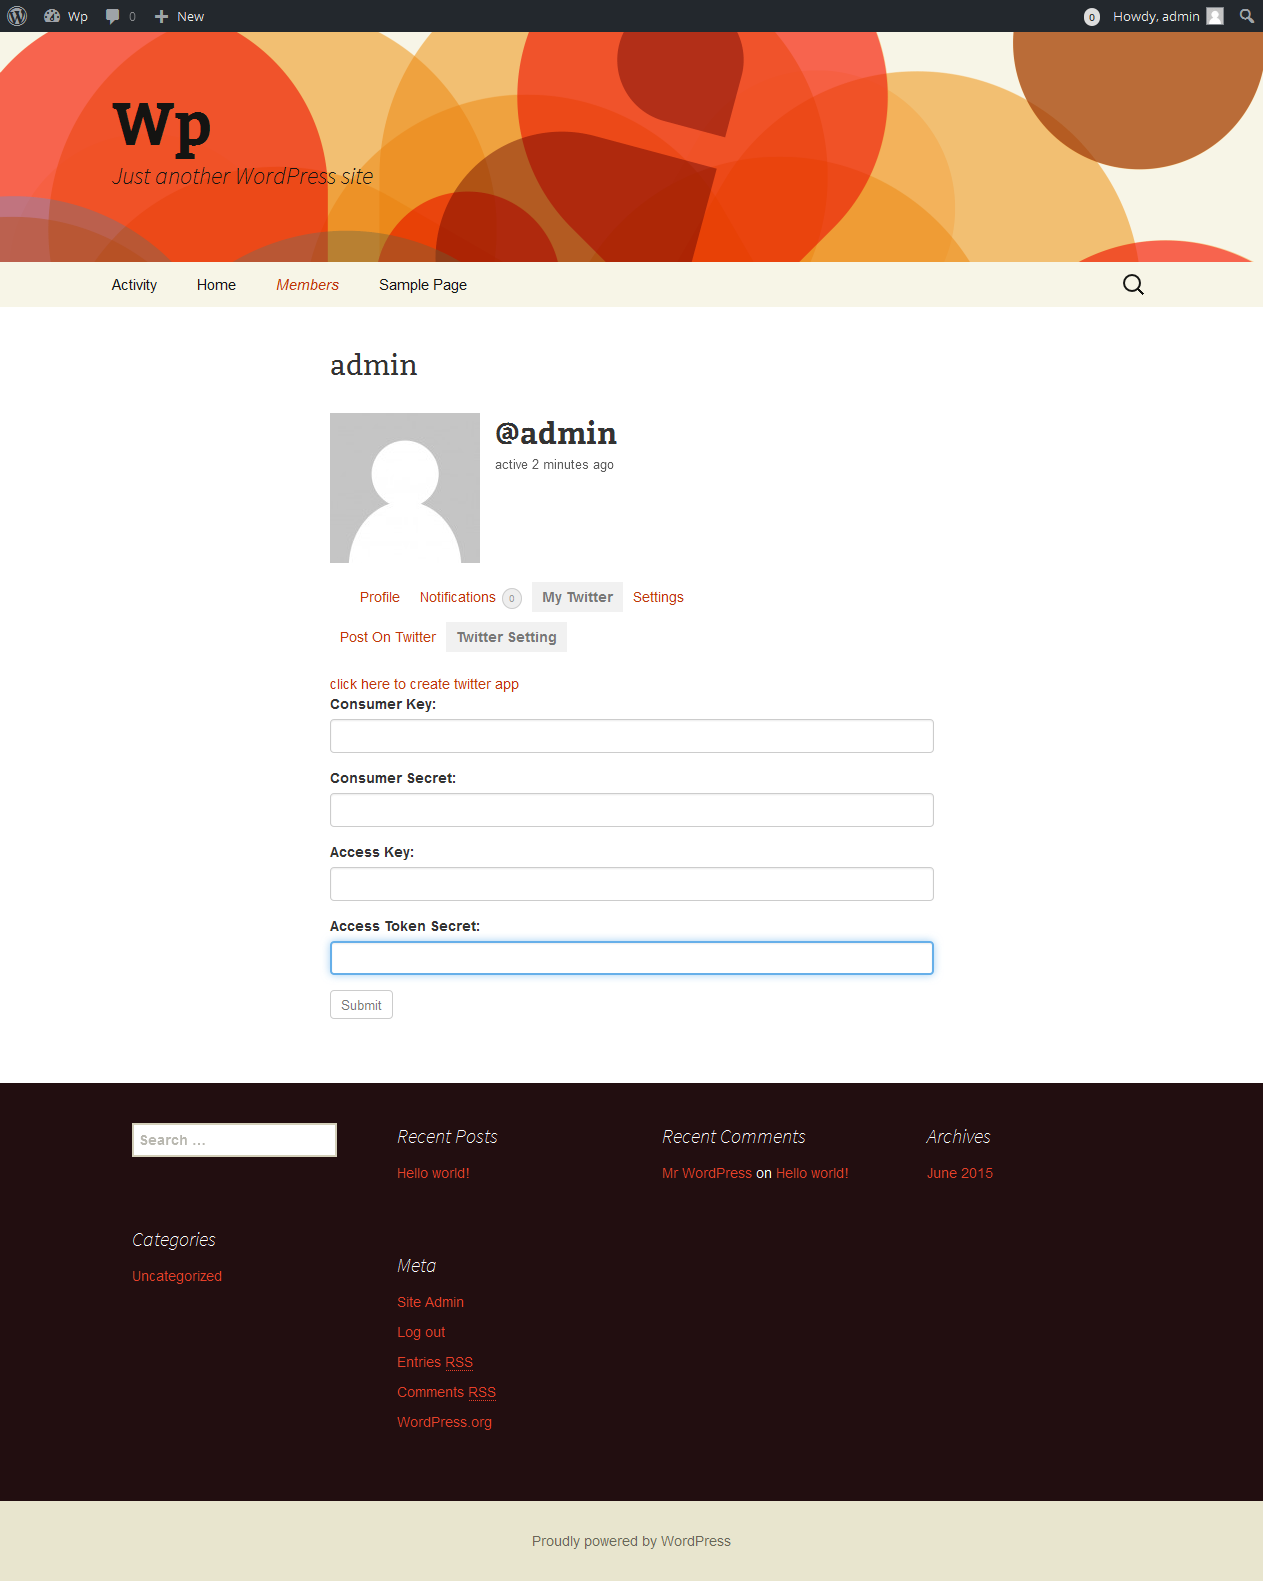 Wp 0 New 0 Howdy, admin
Wp
Just another WordPress site
Activity Home Members Sample Page
admin
@admin
active 2 minutes ago
Profile Notifications 0 My Twitter Settings
Post On Twitter Twitter Setting
click here to create twitter app
Consumer Key:
Consumer Secret:
Access Key:
Access Token Secret:
Submit
Search ...
Recent Posts
Hello world!
Recent Comments
Mr WordPress on Hello world!
Archives
June 2015
Categories
Uncategorized
Meta
Site Admin
Log out
Entries RSS
Comments RSS
WordPress.org
Proudly powered by WordPress